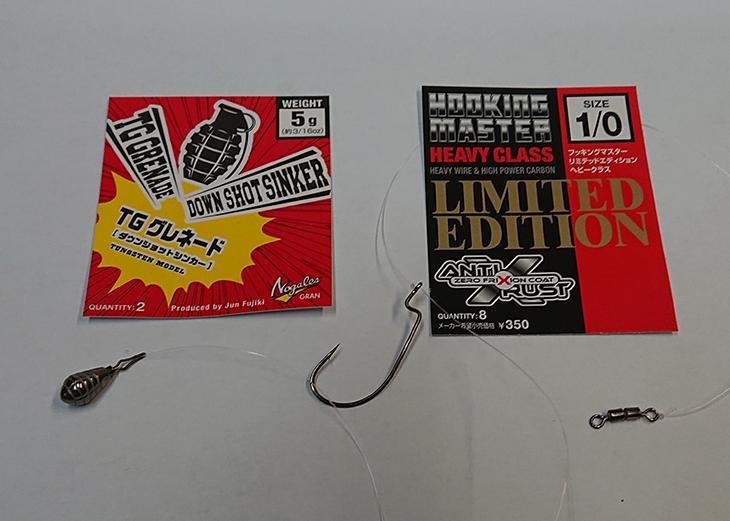 WEIGHT
5g
(約3/16oz)
TG GRENADE
DOWN SHOT SINKER
TGグレネード
[ダウンショットシンカー]
TUNGSTEN MODEL
Nogales
GRAN
QUANTITY: 2
Produced by Jun Fujiki
HOOKING
MASTER
HEAVY CLASS
HEAVY WIRE & HIGH POWER CARBON
SIZE
1/0
フッキングマスター
リミテッドエディション
ヘビークラス
LIMITED
EDITION
ANTI
ZERO FRIXION COAT
RUST
QUANTITY: 8
メーカー希望小売価格 ¥350